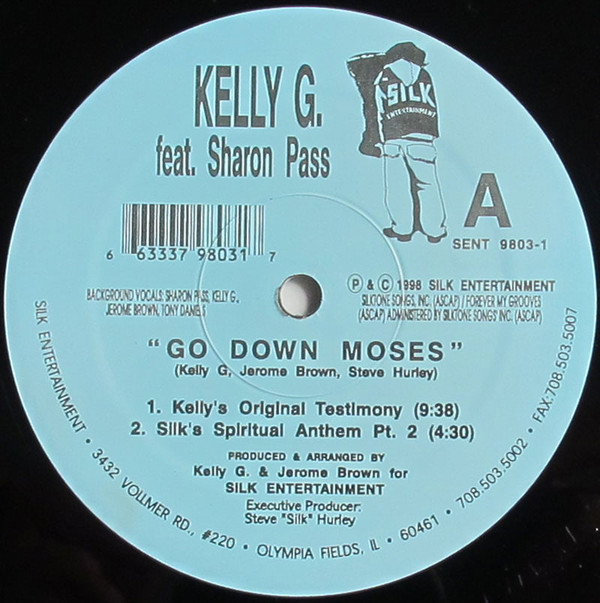 KELLY G.
feat. Sharon Pass
SILK
ENTERTAINMENT
A
SENT 9803-1
6 63337 98031 7
BACKGROUND VOCALS: SHARON PASS, KELLY G.,
JEROME BROWN, TONY DANIELS
Ⓟ & © 1998 SILK ENTERTAINMENT
SILKTONE SONGS, INC. (ASCAP) / FOREVER MY GROOVES
(ASCAP) ADMINISTERED BY SILKTONE SONGS INC. (ASCAP)
"GO DOWN MOSES"
(Kelly G, Jerome Brown, Steve Hurley)
1. Kelly's Original Testimony (9:38)
2. Silk's Spiritual Anthem Pt. 2 (4:30)
PRODUCED & ARRANGED BY
Kelly G. & Jerome Brown for
SILK ENTERTAINMENT
Executive Producer:
Steve "Silk" Hurley
SILK ENTERTAINMENT • 3432 VOLLMER RD., #220 • OLYMPIA FIELDS, IL • 60461 • 708.503.5002 • FAX:708.503.5007